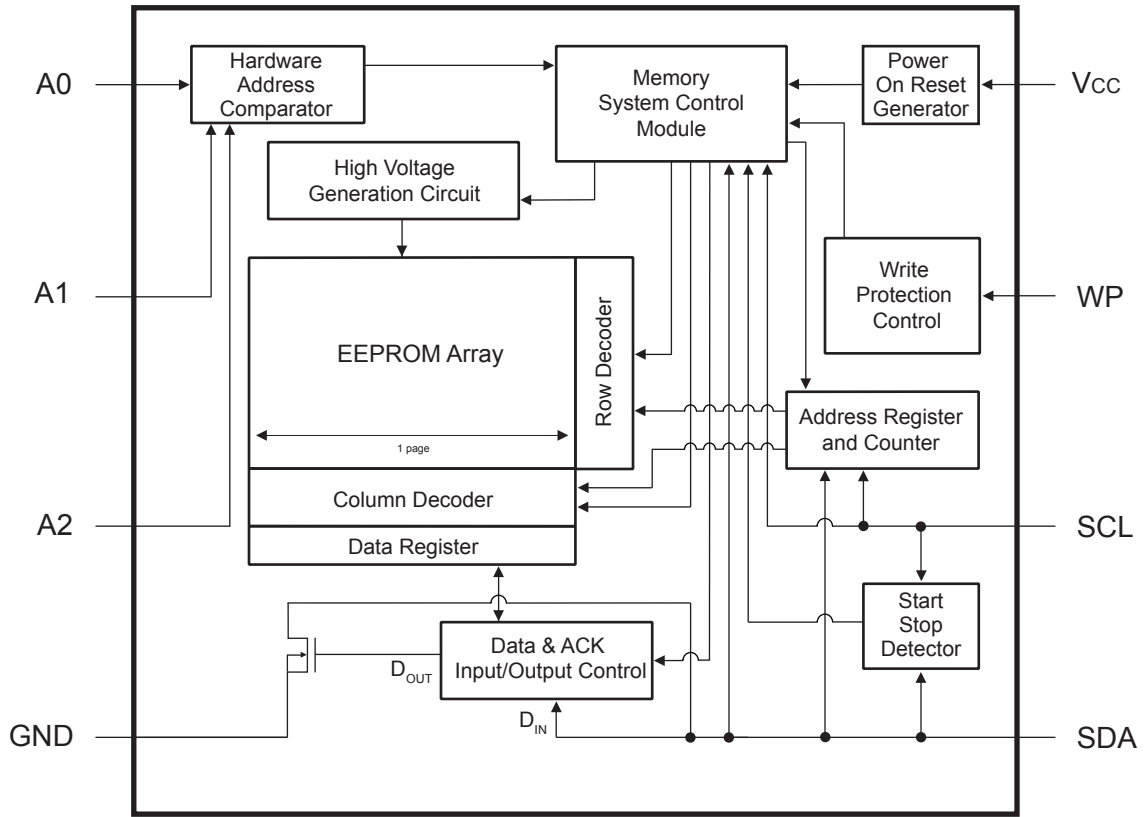 A0
Hardware
Address
Comparator
Memory
System Control
Module
Power
On Reset
Generator
VCC
High Voltage
Generation Circuit
A1
EEPROM Array
1 page
Row Decoder
Write
Protection
Control
WP
Address Register
and Counter
A2
Column Decoder
Data Register
SCL
Start
Stop
Detector
Data & ACK
Input/Output Control
DOUT
DIN
GND
SDA